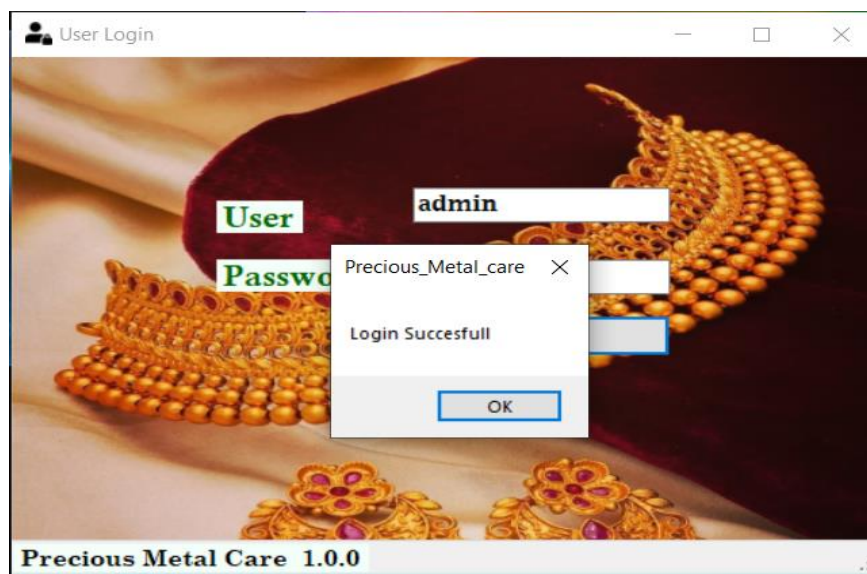 User Login
User
admin
Passwo
Precious_Metal_care
Login Succesfull
OK
Precious Metal Care 1.0.0